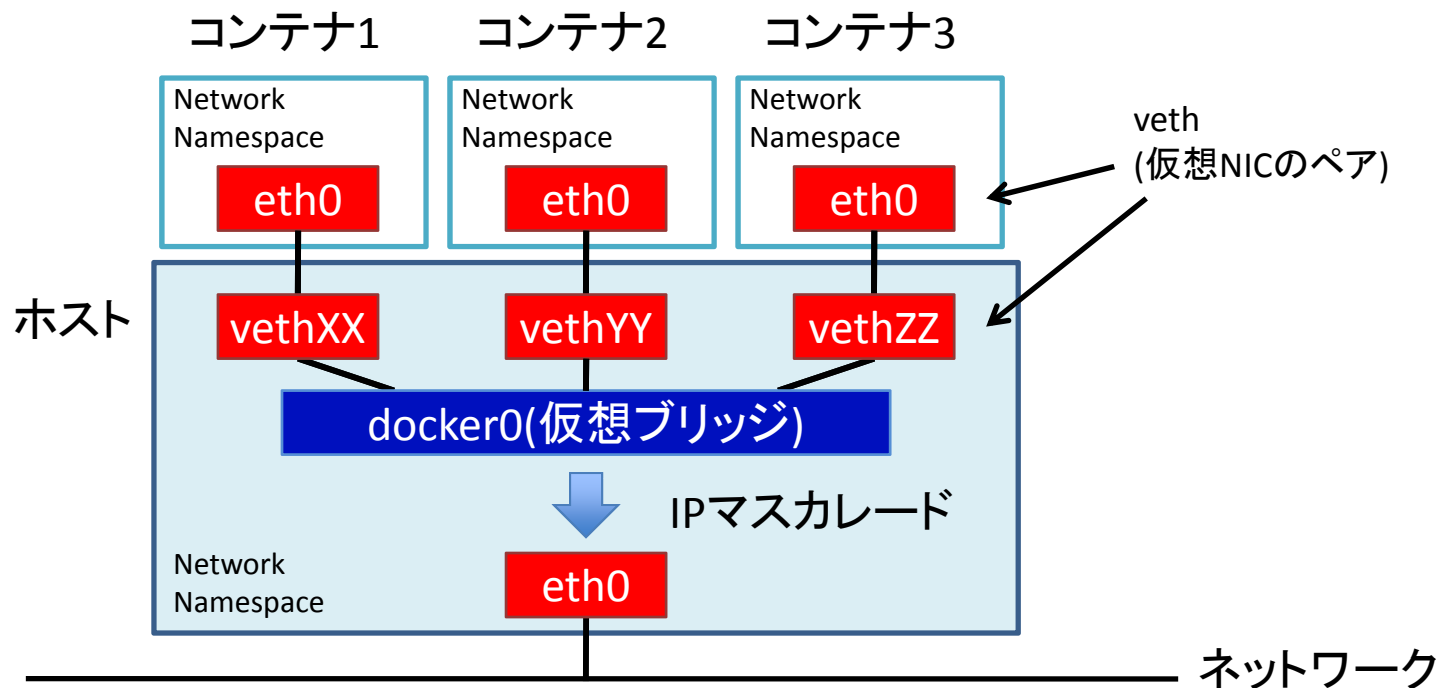 コンテナ1
コンテナ2
コンテナ3
Network
Namespace
Network
Namespace
Network
Namespace
veth
(仮想NICのペア)
eth0
eth0
eth0
ホスト
vethXX
vethYY
vethZZ
docker0(仮想ブリッジ)
IPマスカレード
Network
Namespace
eth0
ネットワーク